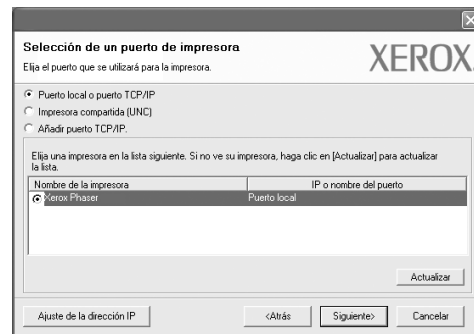 Selección de un puerto de impresora
Elija el puerto que se utilizará para la impresora.
XEROX
Puerto local o puerto TCP/IP
Impresora compartida (UNC)
Añadir puerto TCP/IP.
Elija una impresora en la lista siguiente. Si no ve su impresora, haga clic en [Actualizar] para actualizar
la lista.
Nombre de la impresora IP o nombre del puerto
Xerox Phaser Puerto local
Actualizar
Ajuste de la dirección IP <Atrás Siguiente> Cancelar